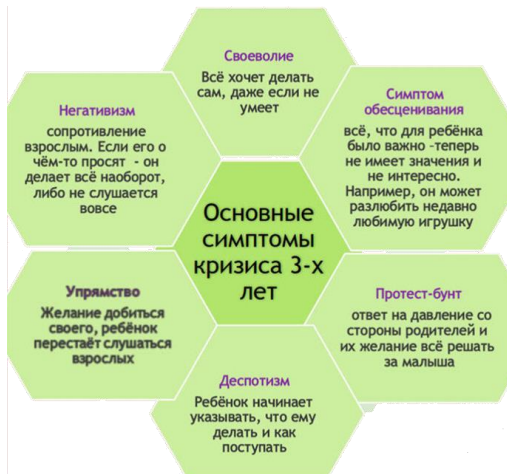 Своеволие
Всё хочет делать
сам, даже если не
умеет
Негативизм
сопротивление
взрослым. Если его о
чём-то просят - он
делает всё наоборот,
либо не слушается
вовсе
Симптом
обесценивания
всё, что для ребёнка
было важно -теперь
не имеет значения и
не интересно.
Например, он может
разлюбить недавно
любимую игрушку
Основные
симптомы
кризиса 3-х
лет
Упрямство
Желание добиться
своего, ребёнок
перестаёт слушаться
взрослых
Протест-бунт
ответ на давление со
стороны родителей и
их желание всё решать
за малыша
Деспотизм
Ребёнок начинает
указывать, что ему
делать и как
поступать